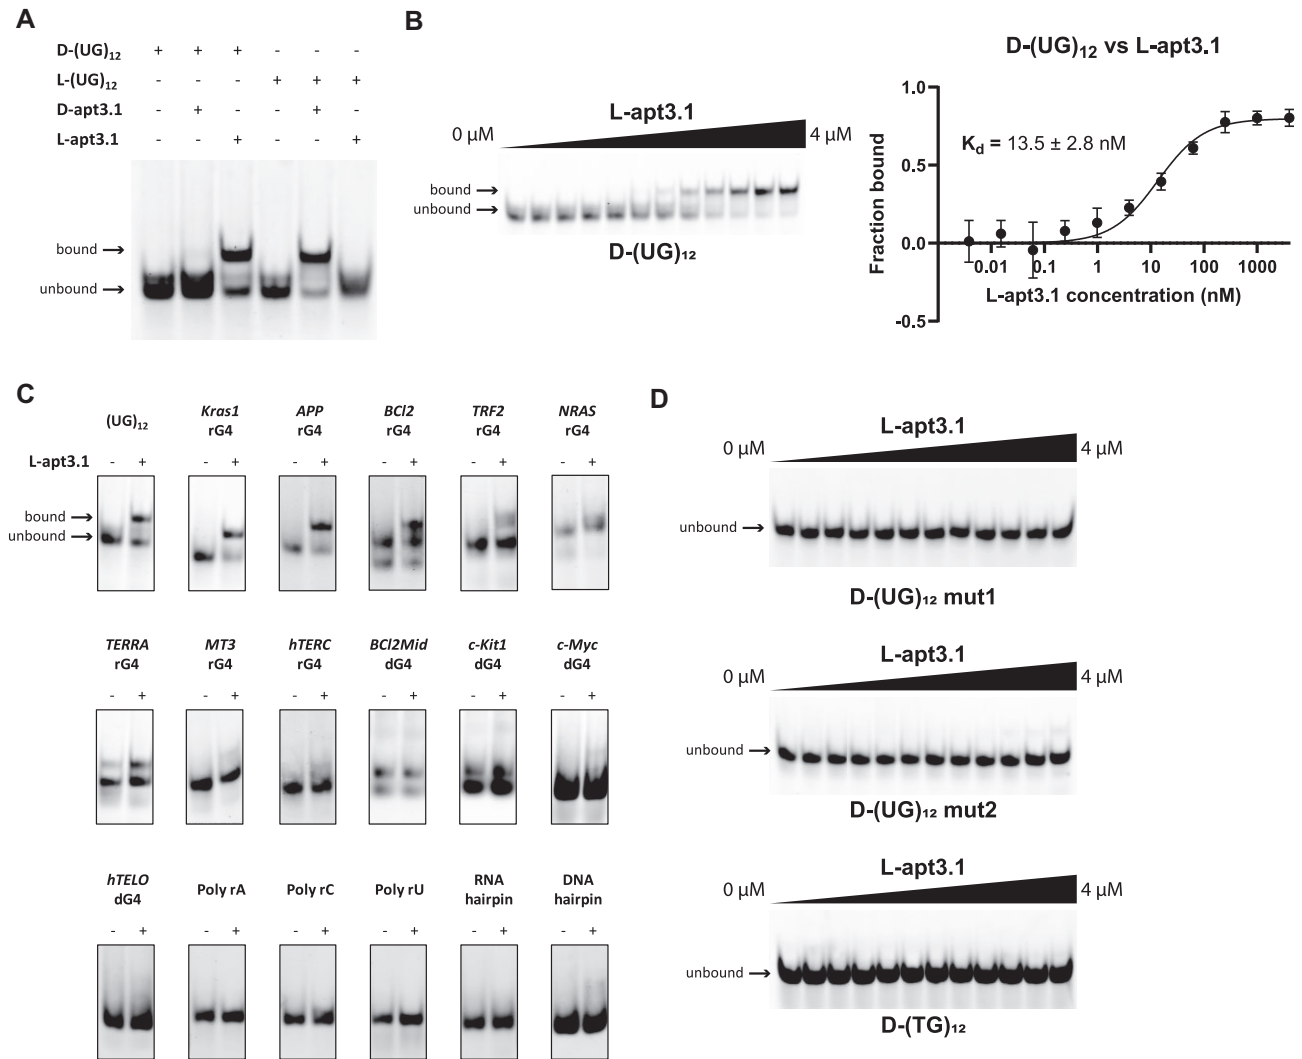 A
D-(UG)₁₂ + + + - - -
L-(UG)₁₂ - - - + + +
D-apt3.1 - + - - + -
L-apt3.1 - - + - - +
bound
unbound
B
L-apt3.1
0 µM
4 µM
bound
unbound
D-(UG)₁₂
D-(UG)₁₂ vs L-apt3.1
Fraction bound
1.0
0.5
0.0
-0.5
K_d = 13.5 ± 2.8 nM
0.01 0.1 1 10 100 1000
L-apt3.1 concentration (nM)
C
(UG)₁₂
Kras1
rG4
APP
rG4
BCl2
rG4
TRF2
rG4
NRAS
rG4
L-apt3.1 - + - + - + - + - + - +
bound
unbound
TERRA
rG4
MT3
rG4
hTERC
rG4
BCl2Mid
dG4
c-Kit1
dG4
c-Myc
dG4
- + - + - + - + - + - +
hTELO
dG4
Poly rA
Poly rC
Poly rU
RNA
hairpin
DNA
hairpin
- + - + - + - + - + - +
D
L-apt3.1
0 µM
4 µM
unbound
D-(UG)₁₂ mut1
L-apt3.1
0 µM
4 µM
unbound
D-(UG)₁₂ mut2
L-apt3.1
0 µM
4 µM
unbound
D-(TG)₁₂